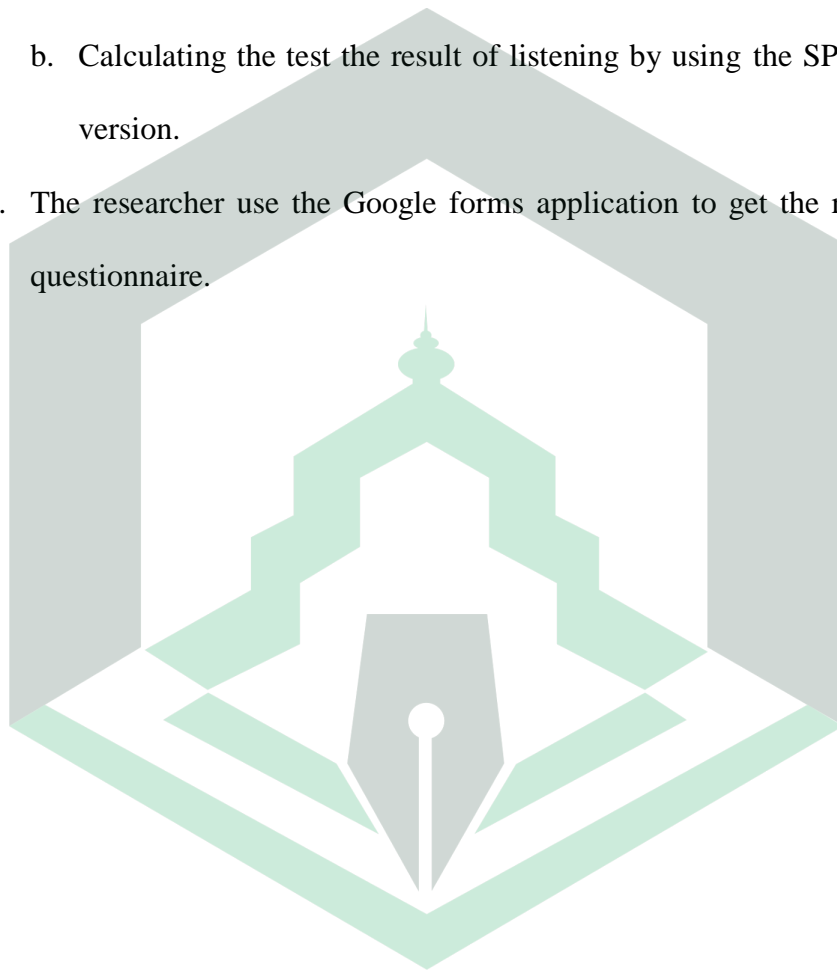 b. Calculating the test the result of listening by using the SP
version.
. The researcher use the Google forms application to get the
questionnaire.